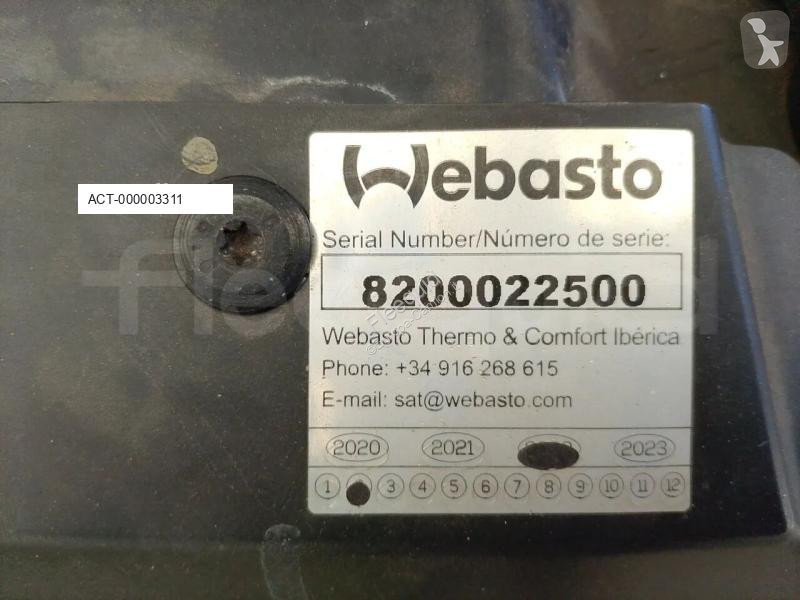 ACT-000003311
Webasto
Serial Number/Número de serie:
8200022500
Webasto Thermo & Comfort Ibérica
Phone: +34 916 268 615
E-mail: sat@webasto.com
2020 2021 2023
1 3 4 5 6 7 8 9 10 11 12